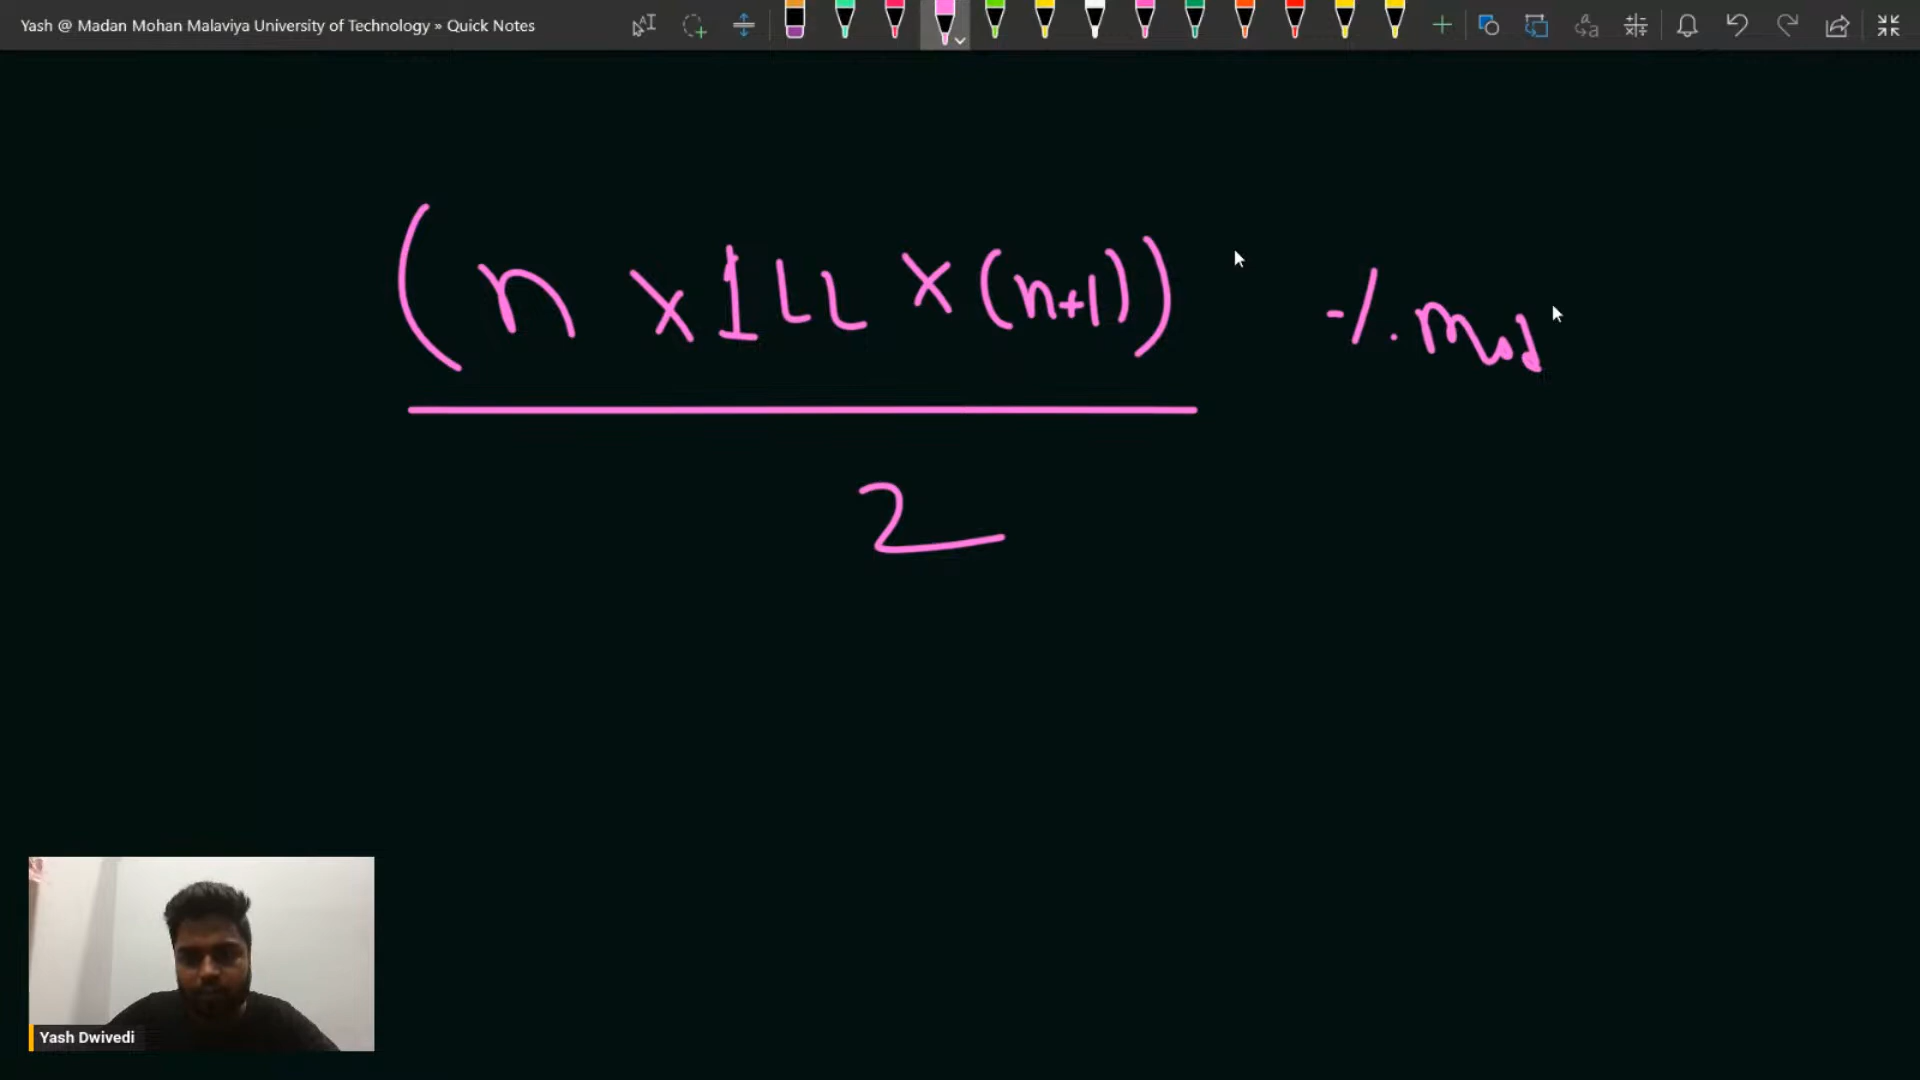 Yash @ Madan Mohan Malaviya University of Technology » Quick Notes
(n × 1LL × (n+1)) % mod
2
Yash Dwivedi